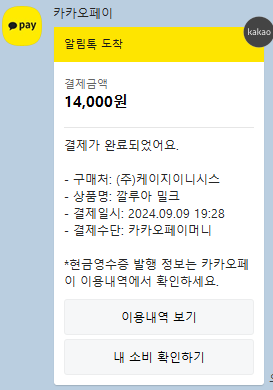 pay
카카오페이
알림톡 도착
kakao
결제금액
14,000원
결제가 완료되었어요.
- 구매처: (주)케이지이니시스
- 상품명: 깔루아 밀크
- 결제일시: 2024.09.09 19:28
- 결제수단: 카카오페이머니
*현금영수증 발행 정보는 카카오페
이 이용내역에서 확인하세요.
이용내역 보기
내 소비 확인하기